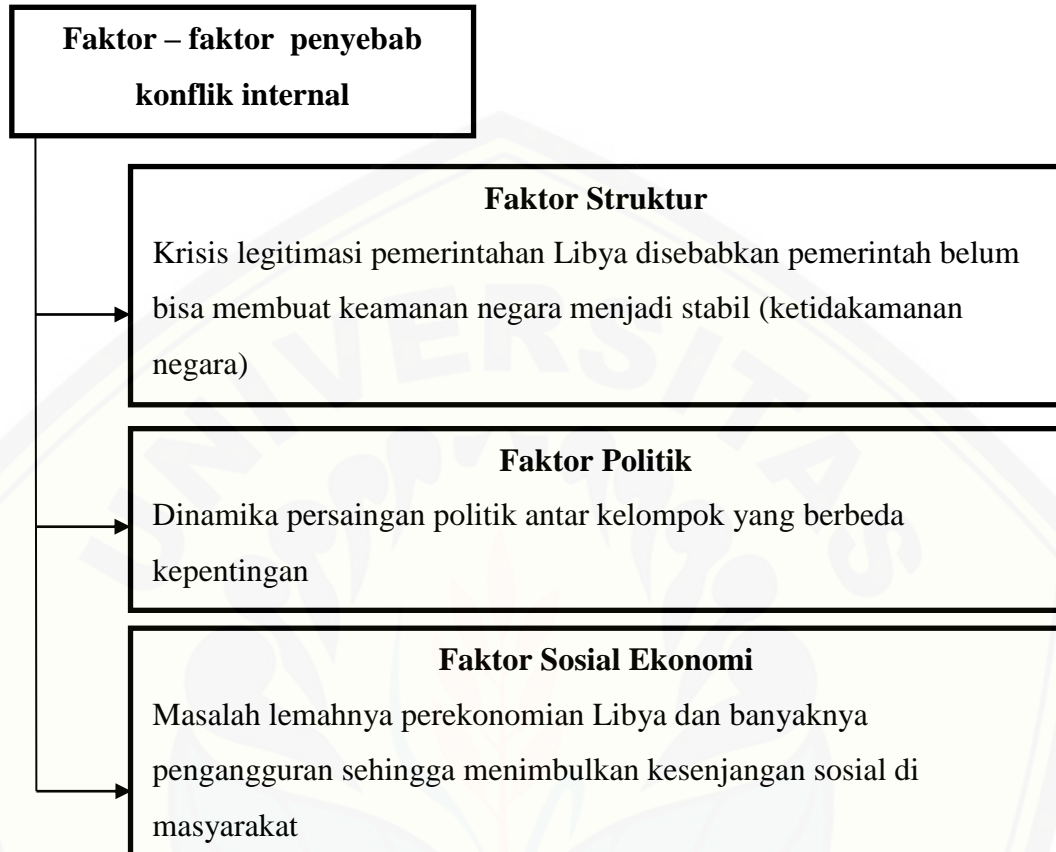 Faktor – faktor penyebab
konflik internal
Faktor Struktur
Krisis legitimasi pemerintahan Libya disebabkan pemerintah belum
bisa membuat keamanan negara menjadi stabil (ketidakamanan
negara)
Faktor Politik
Dinamika persaingan politik antar kelompok yang berbeda
kepentingan
Faktor Sosial Ekonomi
Masalah lemahnya perekonomian Libya dan banyaknya
pengangguran sehingga menimbulkan kesenjangan sosial di
masyarakat
UNIVERSITAS